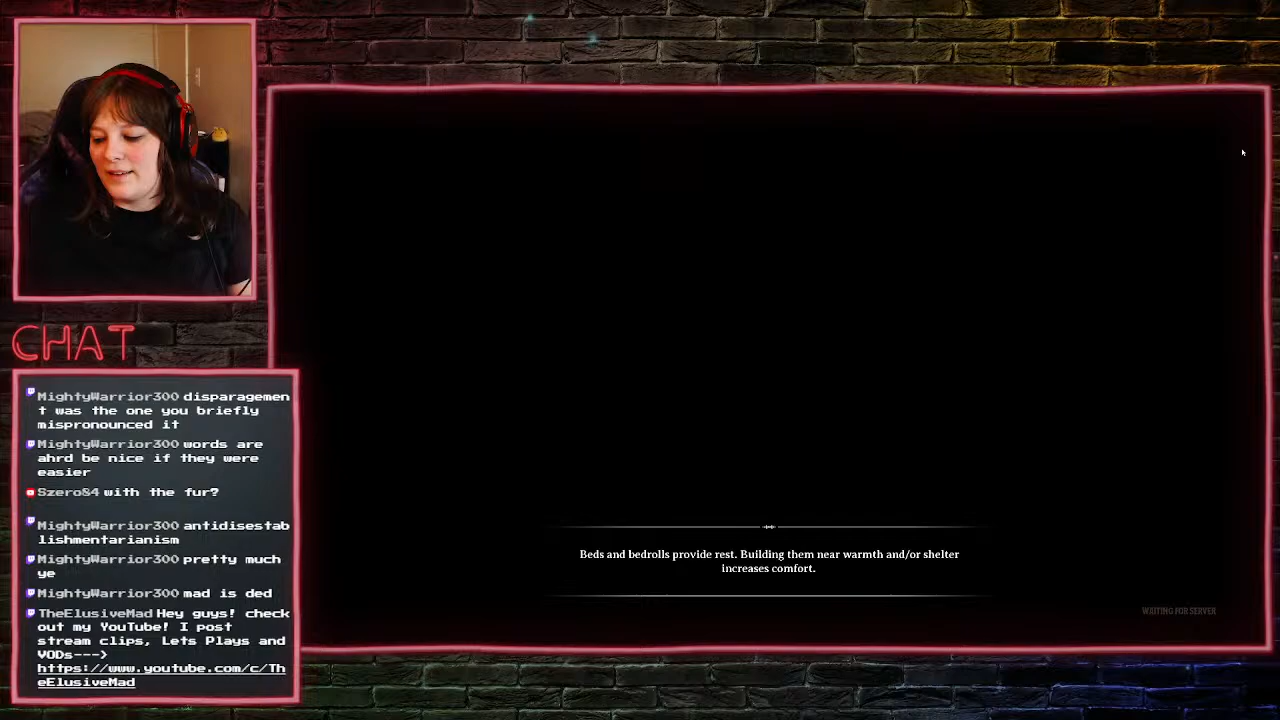 CHAT
MightyWarrior300 disparagemen
t was the one you briefly
mispronounced it
MightyWarrior300 words are
ahrd be nice if they were
easier
Szero84 with the fur?
MightyWarrior300 antidisestab
lishmentarianism
MightyWarrior300 pretty much
ye
MightyWarrior300 mad is ded
TheElusiveMad Hey guys! check
out my YouTube! I post
stream clips, Lets Plays and
VODs--->
https://www.youtube.com/c/Th
eElusiveMad
Beds and bedrolls provide rest. Building them near warmth and/or shelter
increases comfort.
WAITING FOR SERVER